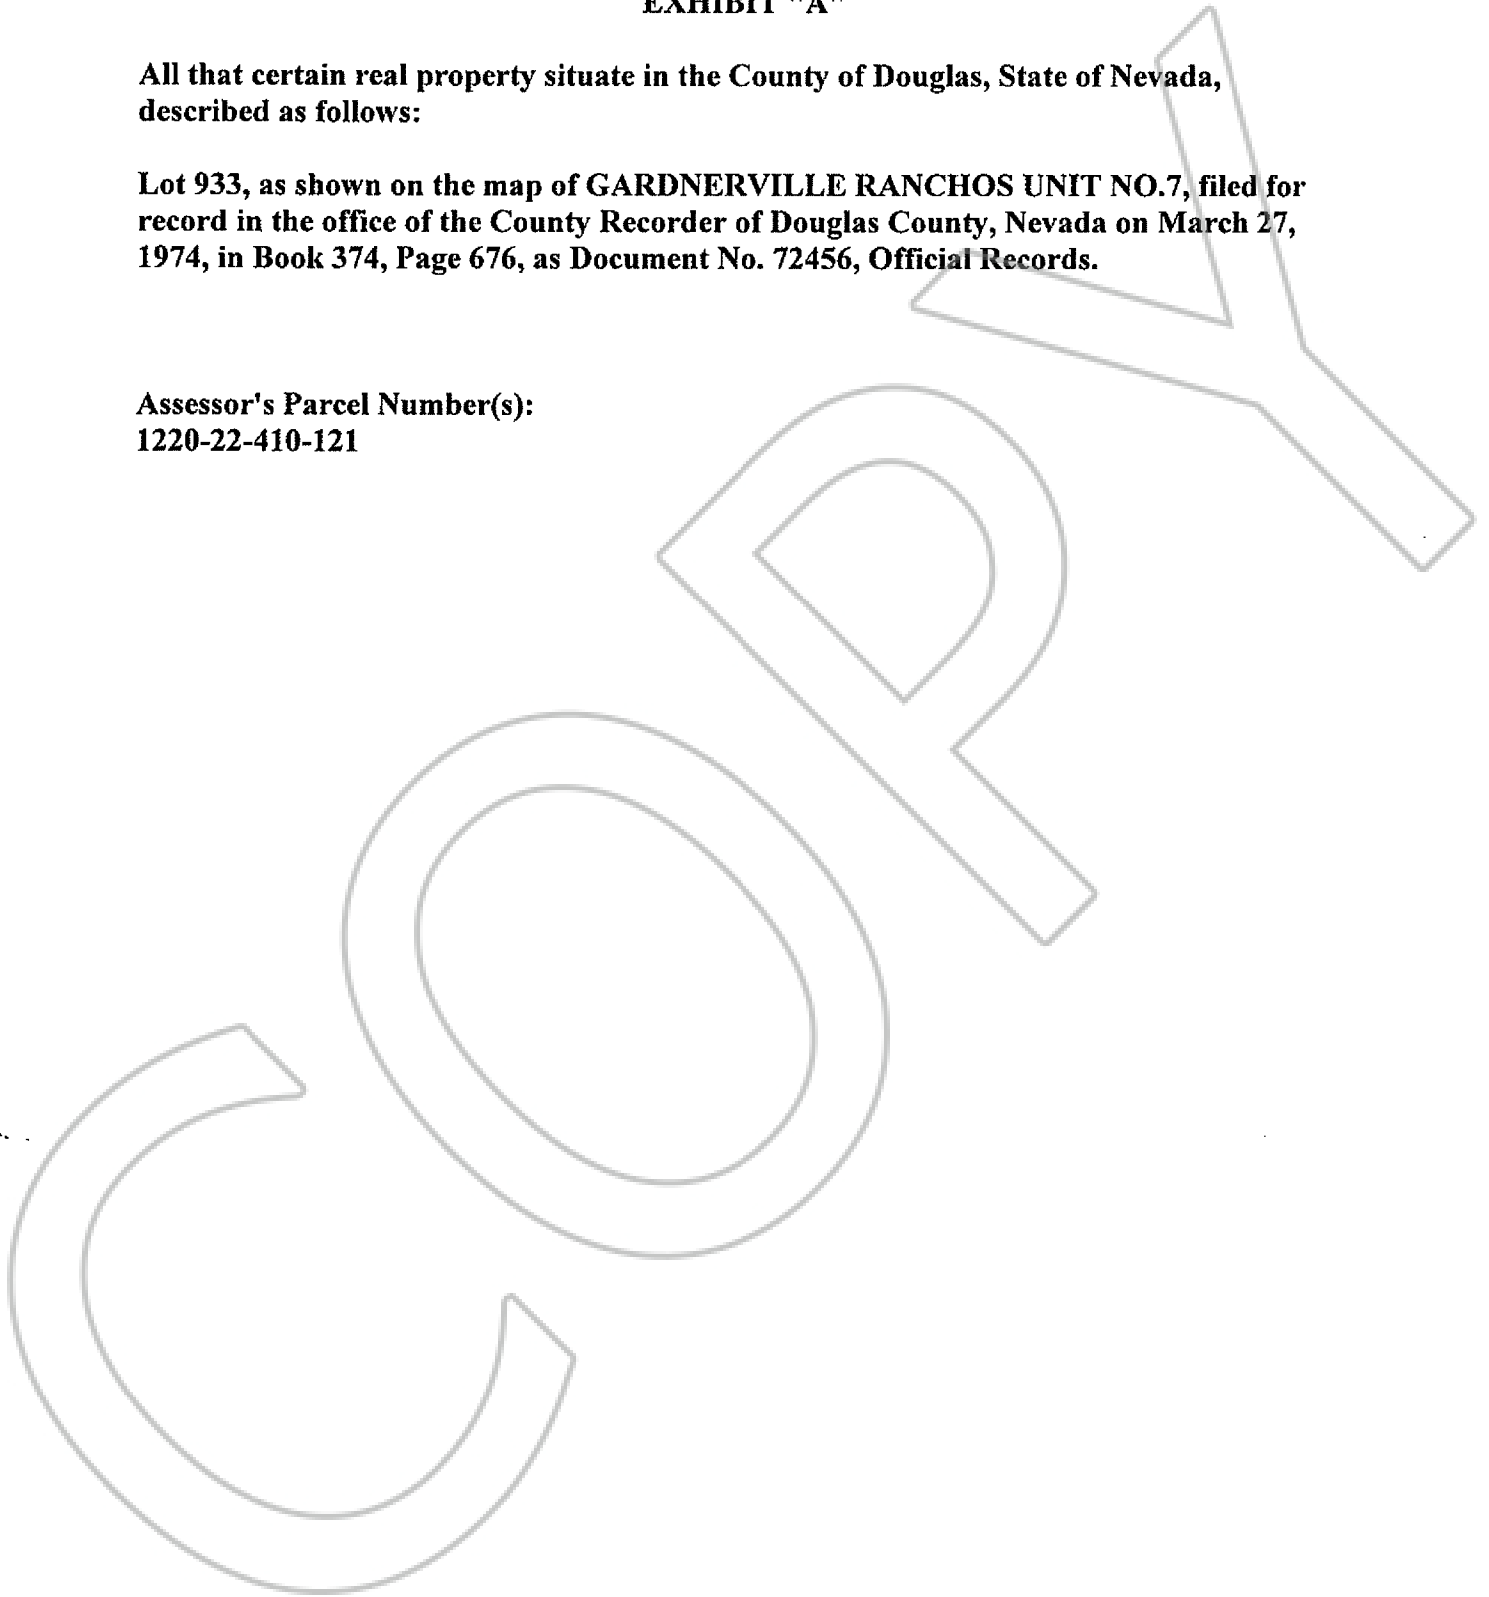 EXHIBIT "A"
All that certain real property situate in the County of Douglas, State of Nevada,
described as follows:
Lot 933, as shown on the map of GARDNERVILLE RANCHOS UNIT NO.7, filed for
record in the office of the County Recorder of Douglas County, Nevada on March 27,
1974, in Book 374, Page 676, as Document No. 72456, Official Records.
Assessor's Parcel Number(s):
1220-22-410-121
COPY